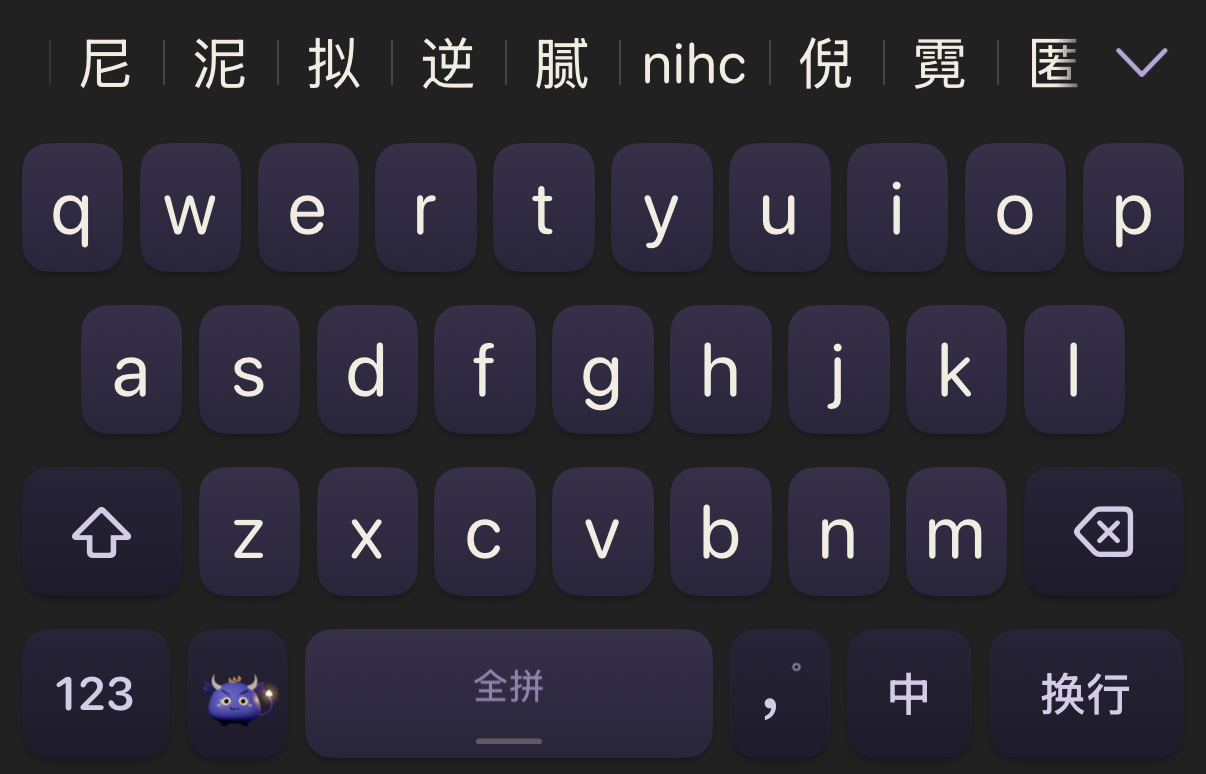 尼 泥 拟 逆 腻 nihc 倪 霓 匿
q w e r t y u i o p
a s d f g h j k l
z x c v b n m
123 全拼 ，。 中 换行